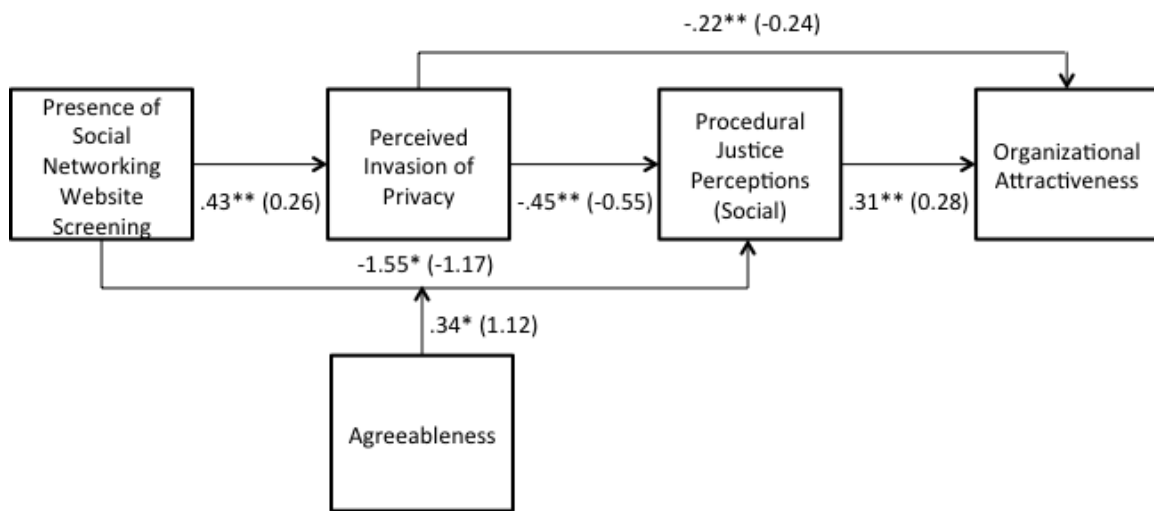 -.22** (-0.24)
Presence of
Social
Networking
Website
Screening
.43** (0.26)
Perceived
Invasion of
Privacy
-.45** (-0.55)
Procedural
Justice
Perceptions
(Social)
.31** (0.28)
Organizational
Attractiveness
-1.55* (-1.17)
.34* (1.12)
Agreeableness